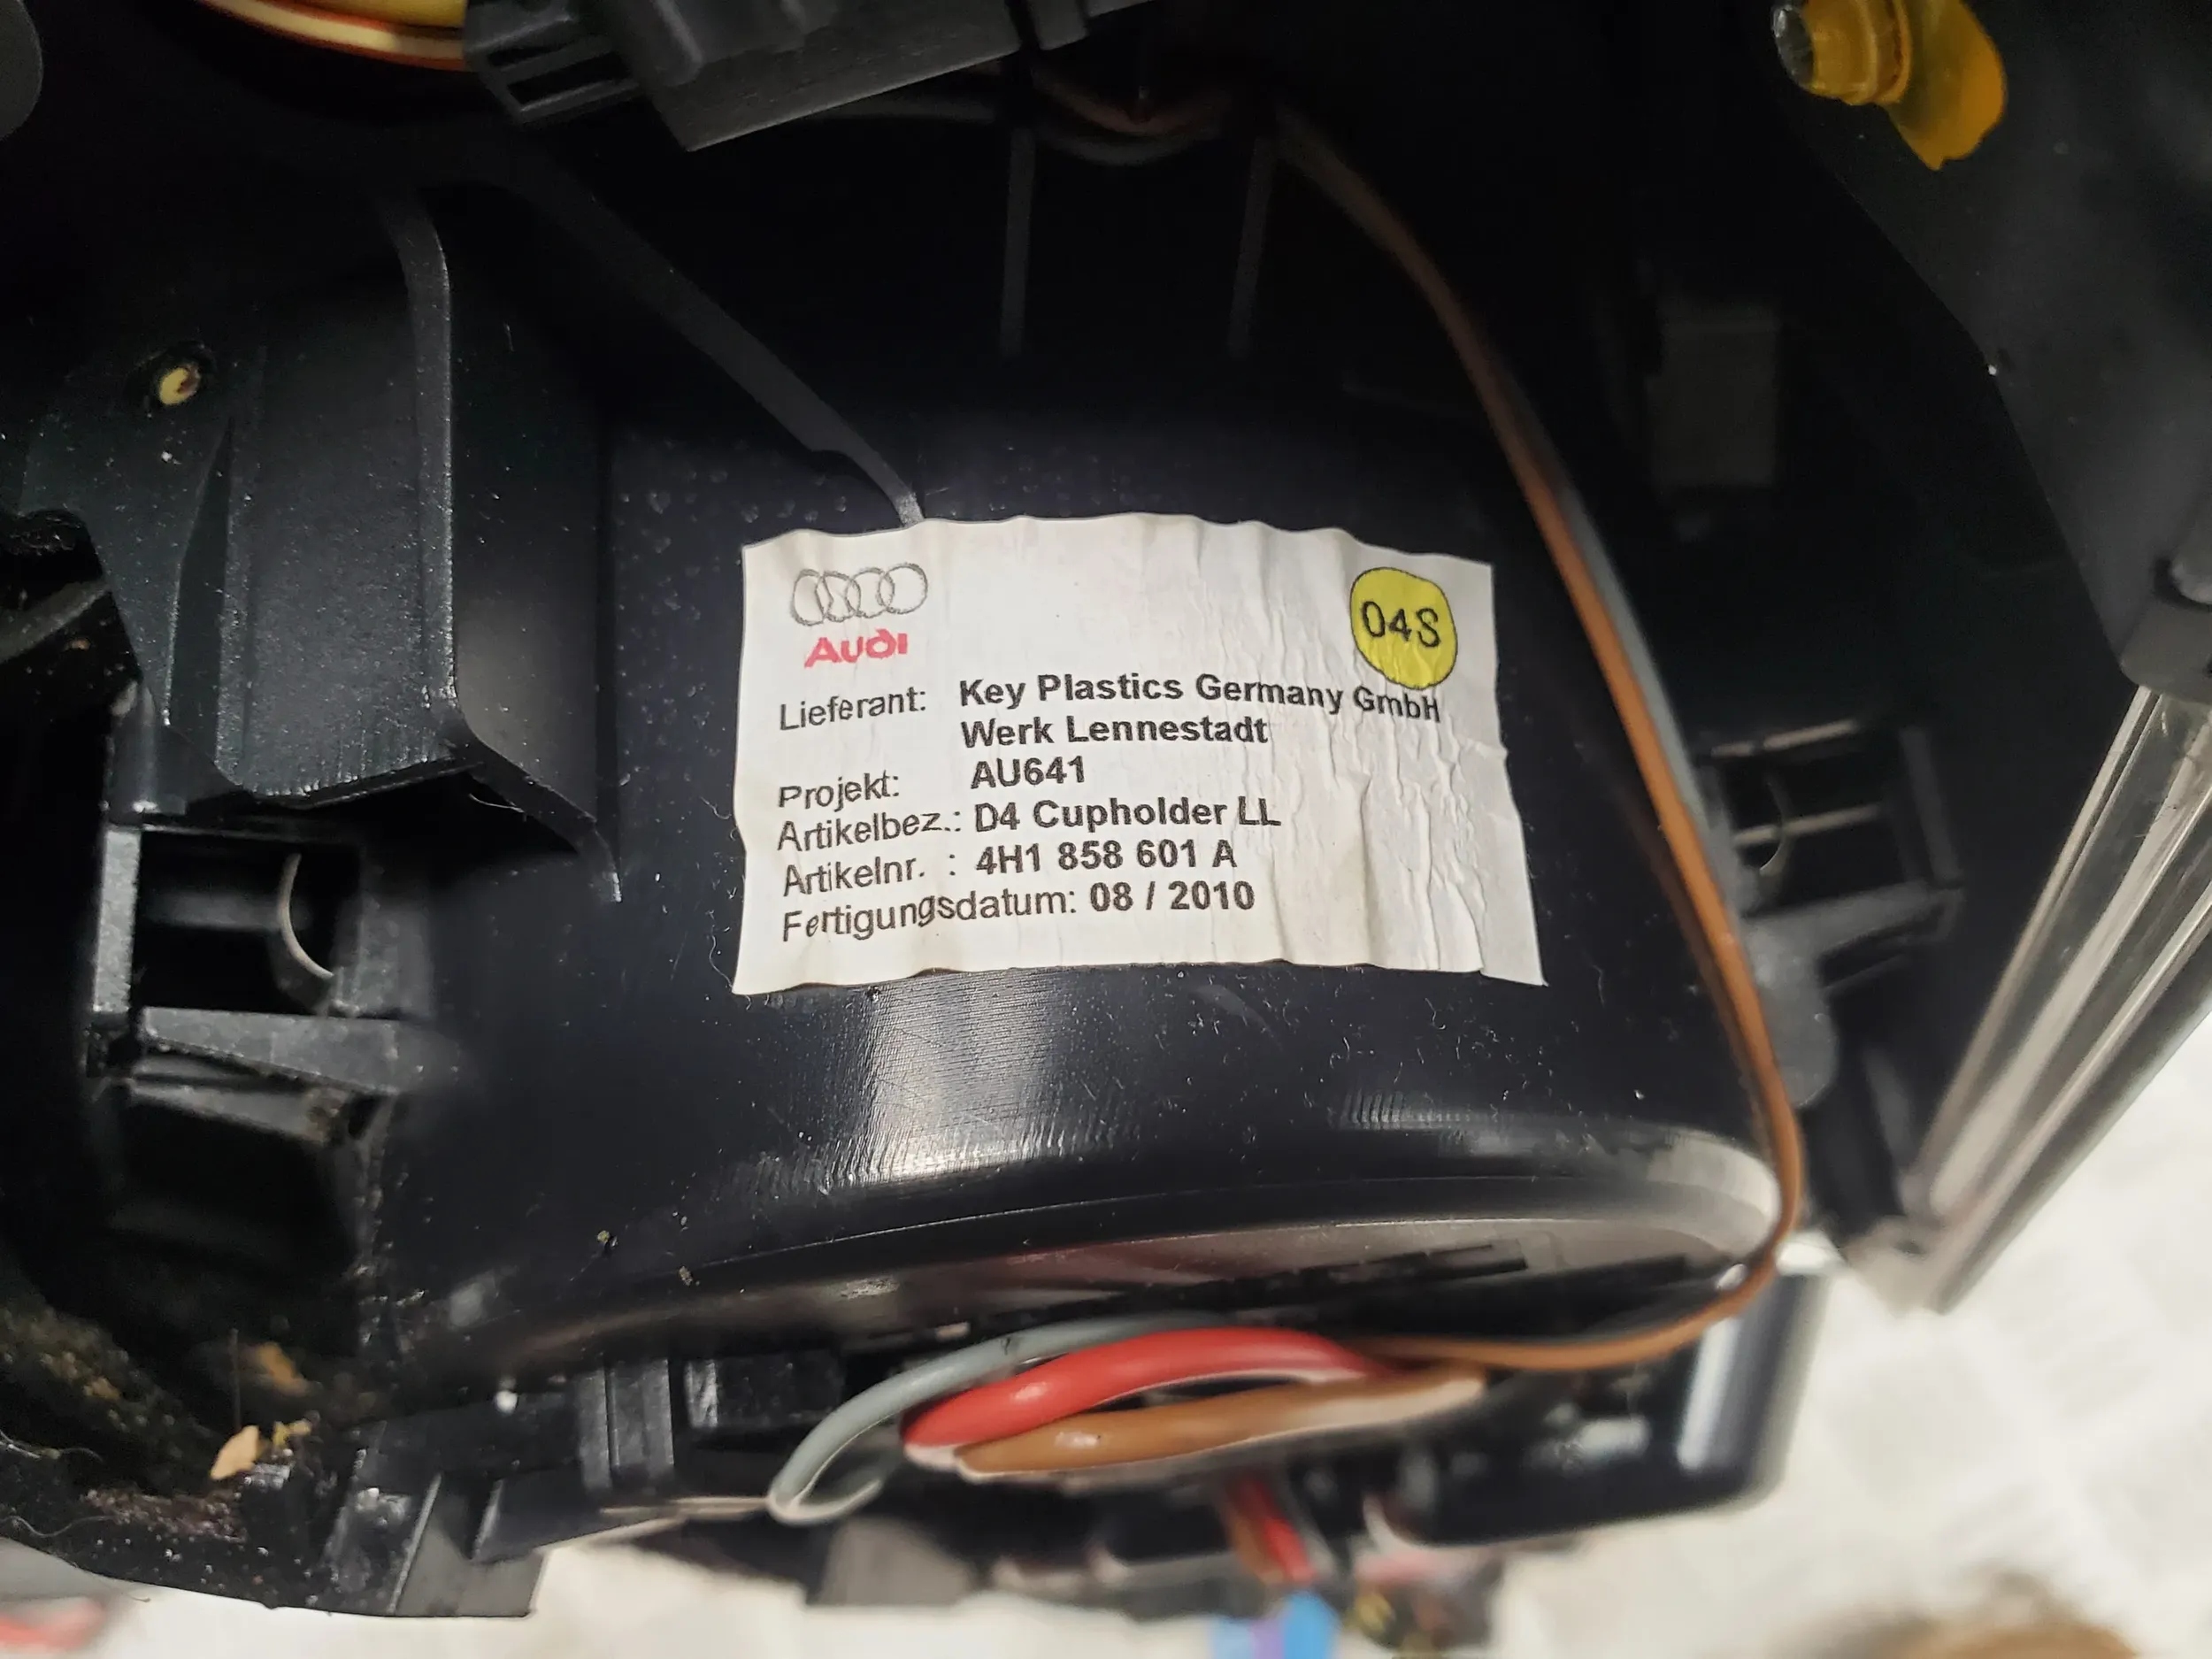 Audi
04S
Lieferant: Key Plastics Germany GmbH
Werk Lennestadt
Projekt: AU641
Artikelbez.: D4 Cupholder LL
Artikelnr. : 4H1 858 601 A
Fertigungsdatum: 08 / 2010